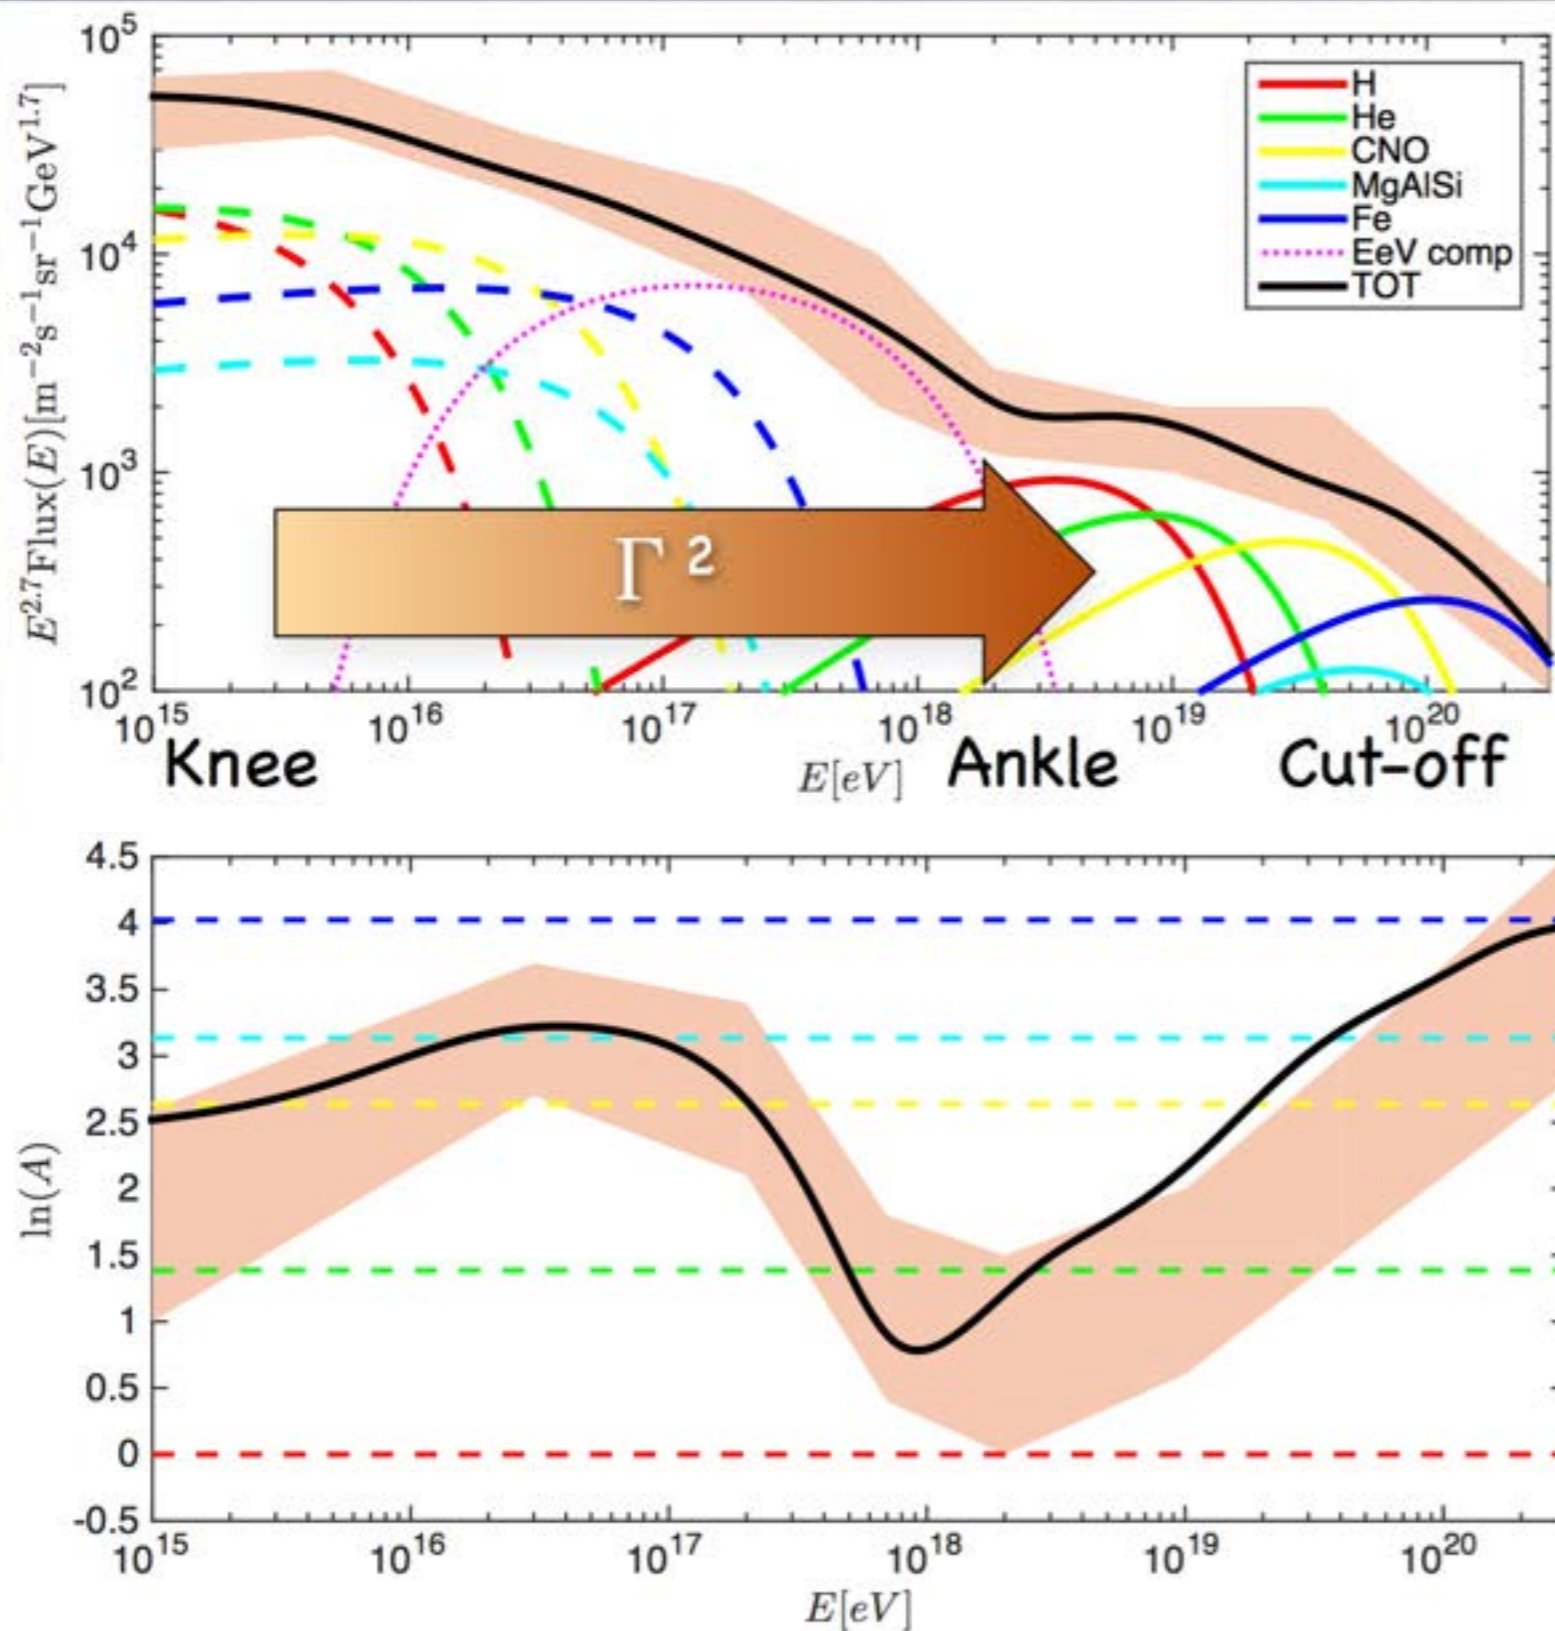 10^5
10^4
10^3
10^2
E^{2.7}Flux(E)[m^{-2}s^{-1}sr^{-1}GeV^{1.7}]
H
He
CNO
MgAlSi
Fe
EeV comp
TOT
Γ 2
10^15 10^16 10^17 10^18 10^19 10^20
Knee E[eV] Ankle Cut-off
4.5
4
3.5
3
2.5
2
1.5
1
0.5
0
-0.5
ln(A)
10^15 10^16 10^17 10^18 10^19 10^20
E[eV]